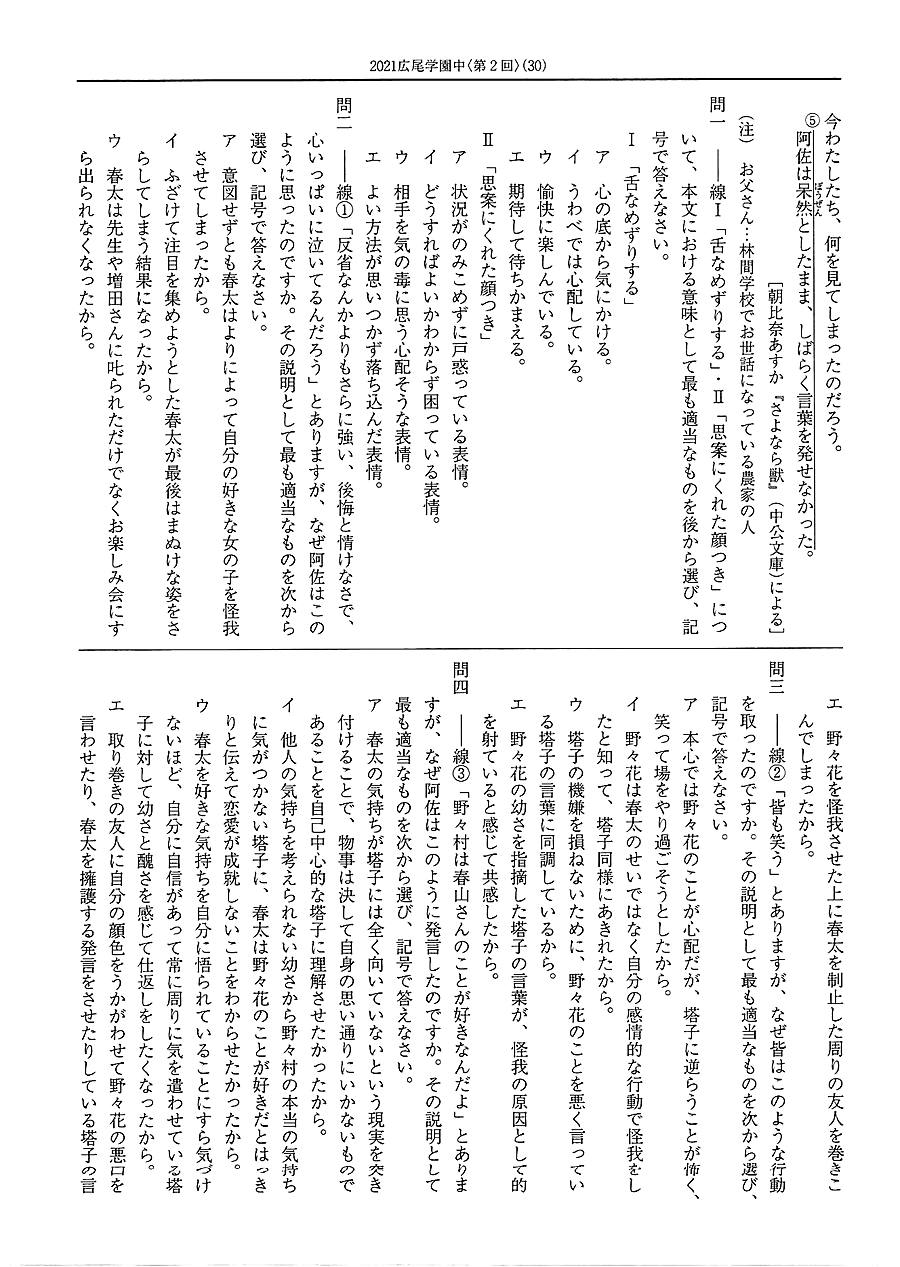 2021広尾学園中〈第2回〉(30)
今わたしたち、何を見てしまったのだろう。
⑤阿佐は呆然としたまま、しばらく言葉を発せなかった。
ぼうぜん
[朝比奈あすか『さよなら獣』（中公文庫）による]
（注）　お父さん…林間学校でお世話になっている農家の人
問一　――線Ⅰ「舌なめずりする」・Ⅱ「思案にくれた顔つき」につ
いて、本文における意味として最も適当なものを後から選び、記
号で答えなさい。
Ⅰ　「舌なめずりする」
ア　心の底から気にかける。
イ　うわべでは心配している。
ウ　愉快に楽しんでいる。
エ　期待して待ちかまえる。
Ⅱ　「思案にくれた顔つき」
ア　状況がのみこめずに戸惑っている表情。
イ　どうすればよいかわからず困っている表情。
ウ　相手を気の毒に思う心配そうな表情。
エ　よい方法が思いつかず落ち込んだ表情。
問二　――線①「反省なんかよりもさらに強い、後悔と情けなさで、
心いっぱいに泣いてるんだろう」とありますが、なぜ阿佐はこの
ように思ったのですか。その説明として最も適当なものを次から
選び、記号で答えなさい。
ア　意図せずとも春太はよりによって自分の好きな女の子を怪我
させてしまったから。
イ　ふざけて注目を集めようとした春太が最後はまぬけな姿をさ
らしてしまう結果になったから。
ウ　春太は先生や増田さんに叱られただけでなくお楽しみ会にす
ら出られなくなったから。
エ　野々花を怪我させた上に春太を制止した周りの友人を巻きこ
んでしまったから。
問三　――線②「皆も笑う」とありますが、なぜ皆はこのような行動
を取ったのですか。その説明として最も適当なものを次から選び、
記号で答えなさい。
ア　本心では野々花のことが心配だが、塔子に逆らうことが怖く、
笑って場をやり過ごそうとしたから。
イ　野々花は春太のせいではなく自分の感情的な行動で怪我をし
たと知って、塔子同様にあきれたから。
ウ　塔子の機嫌を損ねないために、野々花のことを悪く言ってい
る塔子の言葉に同調しているから。
エ　野々花の幼さを指摘した塔子の言葉が、怪我の原因として的
を射ていると感じて共感したから。
問四　――線③「野々村は春山さんのことが好きなんだよ」とありま
すが、なぜ阿佐はこのように発言したのですか。その説明として
最も適当なものを次から選び、記号で答えなさい。
ア　春太の気持ちが塔子には全く向いていないという現実を突き
付けることで、物事は決して自身の思い通りにいかないもので
あることを自己中心的な塔子に理解させたかったから。
イ　他人の気持ちを考えられない幼さから野々村の本当の気持ち
に気がつかない塔子に、春太は野々花のことが好きだとはっき
りと伝えて恋愛が成就しないことをわからせたかったから。
ウ　春太を好きな気持ちを自分に悟られていることにすら気づけ
ないほど、自分に自信があって常に周りに気を遣わせている塔
子に対して幼さと醜さを感じて仕返しをしたくなったから。
エ　取り巻きの友人に自分の顔色をうかがわせて野々花の悪口を
言わせたり、春太を擁護する発言をさせたりしている塔子の言